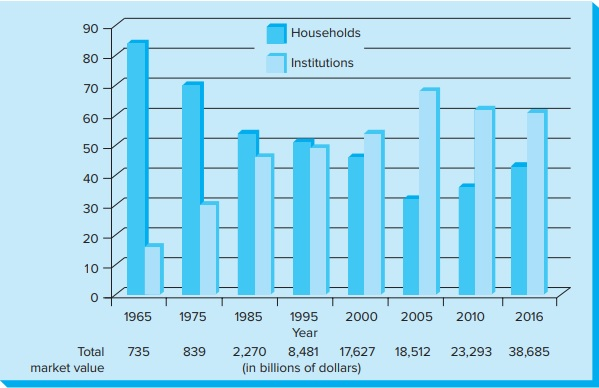 Households
Institutions
90
80
70
60
50
40
30
20
10
0
1965 1975 1985 1995 2000 2005 2010 2016
Year
Total 735 839 2,270 8,481 17,627 18,512 23,293 38,685
market value (in billions of dollars)